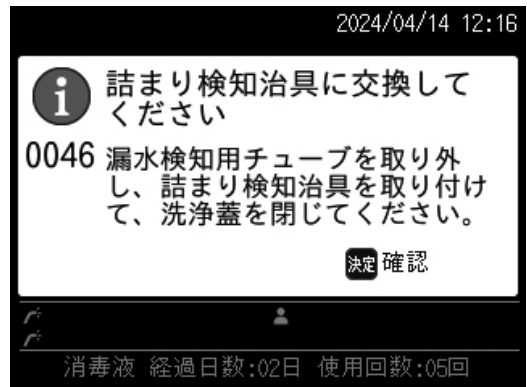 2024/04/14 12:16
詰まり検知治具に交換して
ください
0046 漏水検知用チューブを取り外
し、詰まり検知治具を取り付け
て、洗浄蓋を閉じてください。
決定 確認
消毒液 経過日数:02日 使用回数:05回